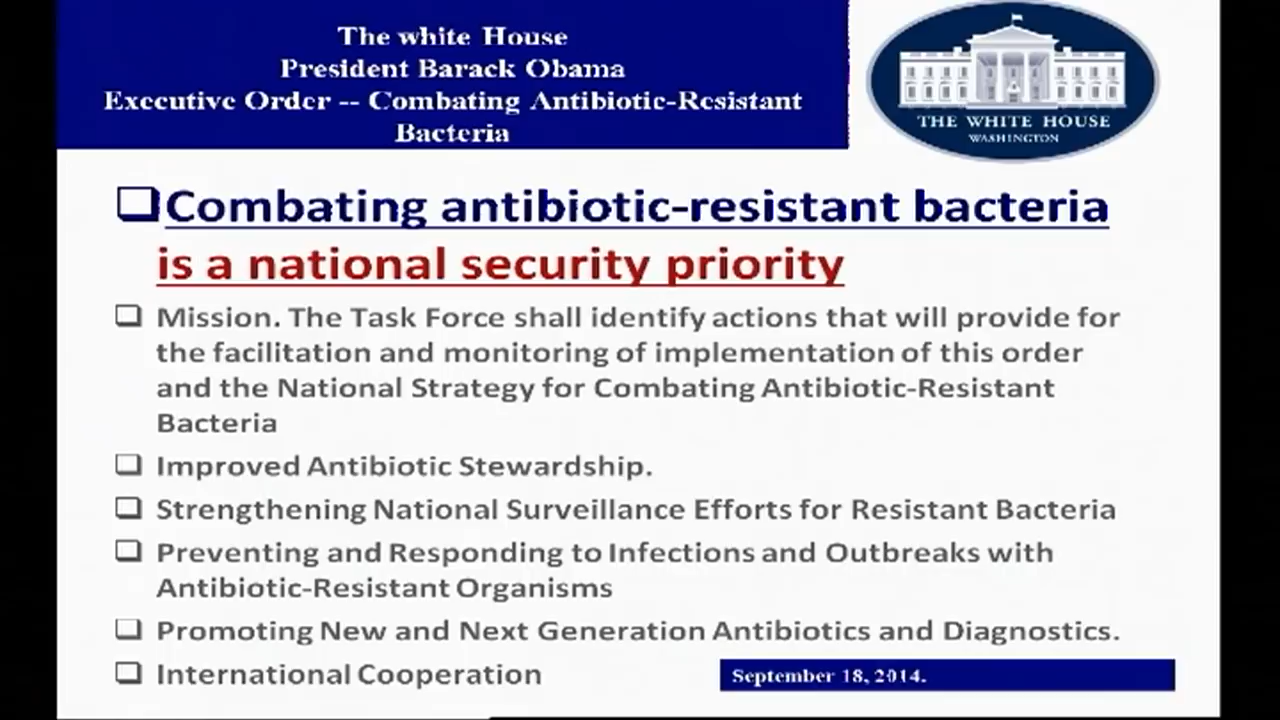 The white House
President Barack Obama
Executive Order -- Combating Antibiotic-Resistant
Bacteria
THE WHITE HOUSE
WASHINGTON
Combating antibiotic-resistant bacteria
is a national security priority
Mission. The Task Force shall identify actions that will provide for
the facilitation and monitoring of implementation of this order
and the National Strategy for Combating Antibiotic-Resistant
Bacteria
Improved Antibiotic Stewardship.
Strengthening National Surveillance Efforts for Resistant Bacteria
Preventing and Responding to Infections and Outbreaks with
Antibiotic-Resistant Organisms
Promoting New and Next Generation Antibiotics and Diagnostics.
International Cooperation
September 18, 2014.